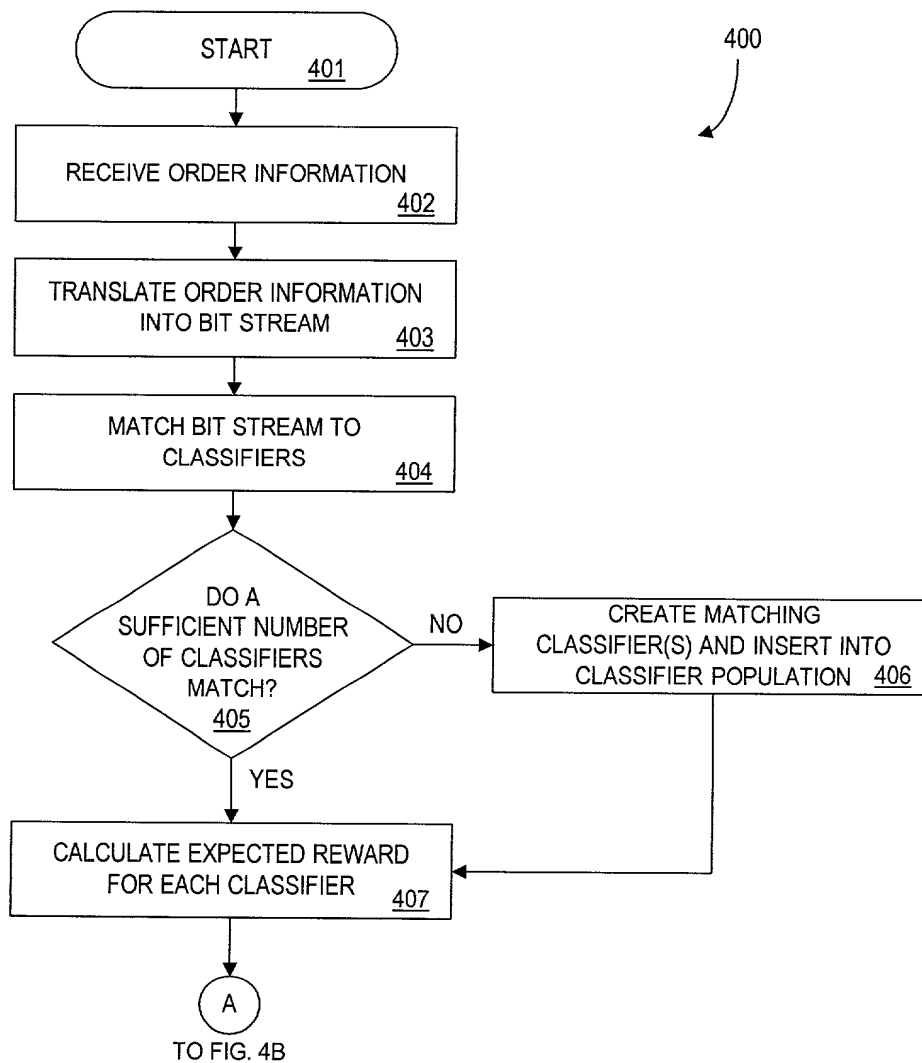 START
401
400
RECEIVE ORDER INFORMATION
402
TRANSLATE ORDER INFORMATION
INTO BIT STREAM
403
MATCH BIT STREAM TO
CLASSIFIERS
404
DO A
SUFFICIENT NUMBER
OF CLASSIFIERS
MATCH?
405
NO
CREATE MATCHING
CLASSIFIER(S) AND INSERT INTO
CLASSIFIER POPULATION 406
YES
CALCULATE EXPECTED REWARD
FOR EACH CLASSIFIER
407
A
TO FIG. 4B